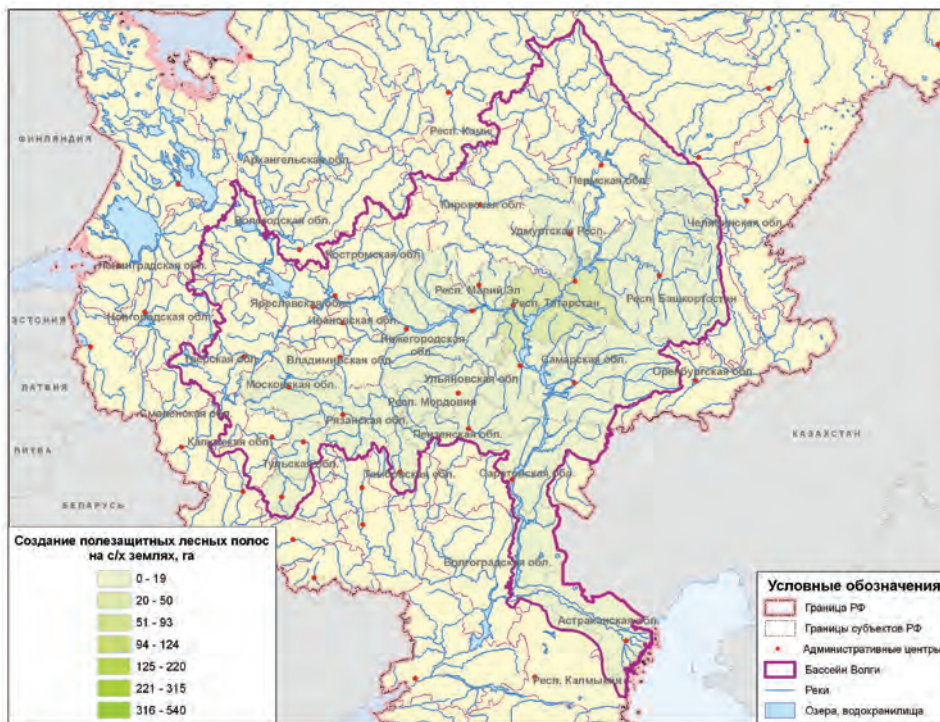 ФИНЛЯНДИЯ
Респ. Коми
Архангельская обл.
Пермская обл.
Кировская обл.
Вологодская обл.
Челябинская обл.
Удмуртская Респ.
Костромская обл.
Ленинградская обл.
Респ. Марий Эл
Ярославская обл.
Респ. Татарстан
Респ. Башкортостан
Новгородская обл.
ЭСТОНИЯ
Ивановская обл.
Нижегородская
обл.
Тверская обл.
Владимирская обл.
Самарская обл.
Московская обл.
Ульяновская обл.
Оренбургская обл.
ЛАТВИЯ
Респ. Мордовия
Смоленская обл.
Рязанская обл.
Пензенская обл.
КАЗАХСТАН
Калужская обл.
ЛИТВА
Тульская обл.
Тамбовская обл.
Саратовская обл.
БЕЛАРУСЬ
Волгоградская обл.
Астраханская обл.
Респ. Калмыкия
Создание полезащитных лесных полос
на с/х землях, га
0 - 19
20 - 50
51 - 93
94 - 124
125 - 220
221 - 315
316 - 540
Условные обозначения
Граница РФ
Границы субъектов РФ
Административные центры
Бассейн Волги
Реки
Озера, водохранилища